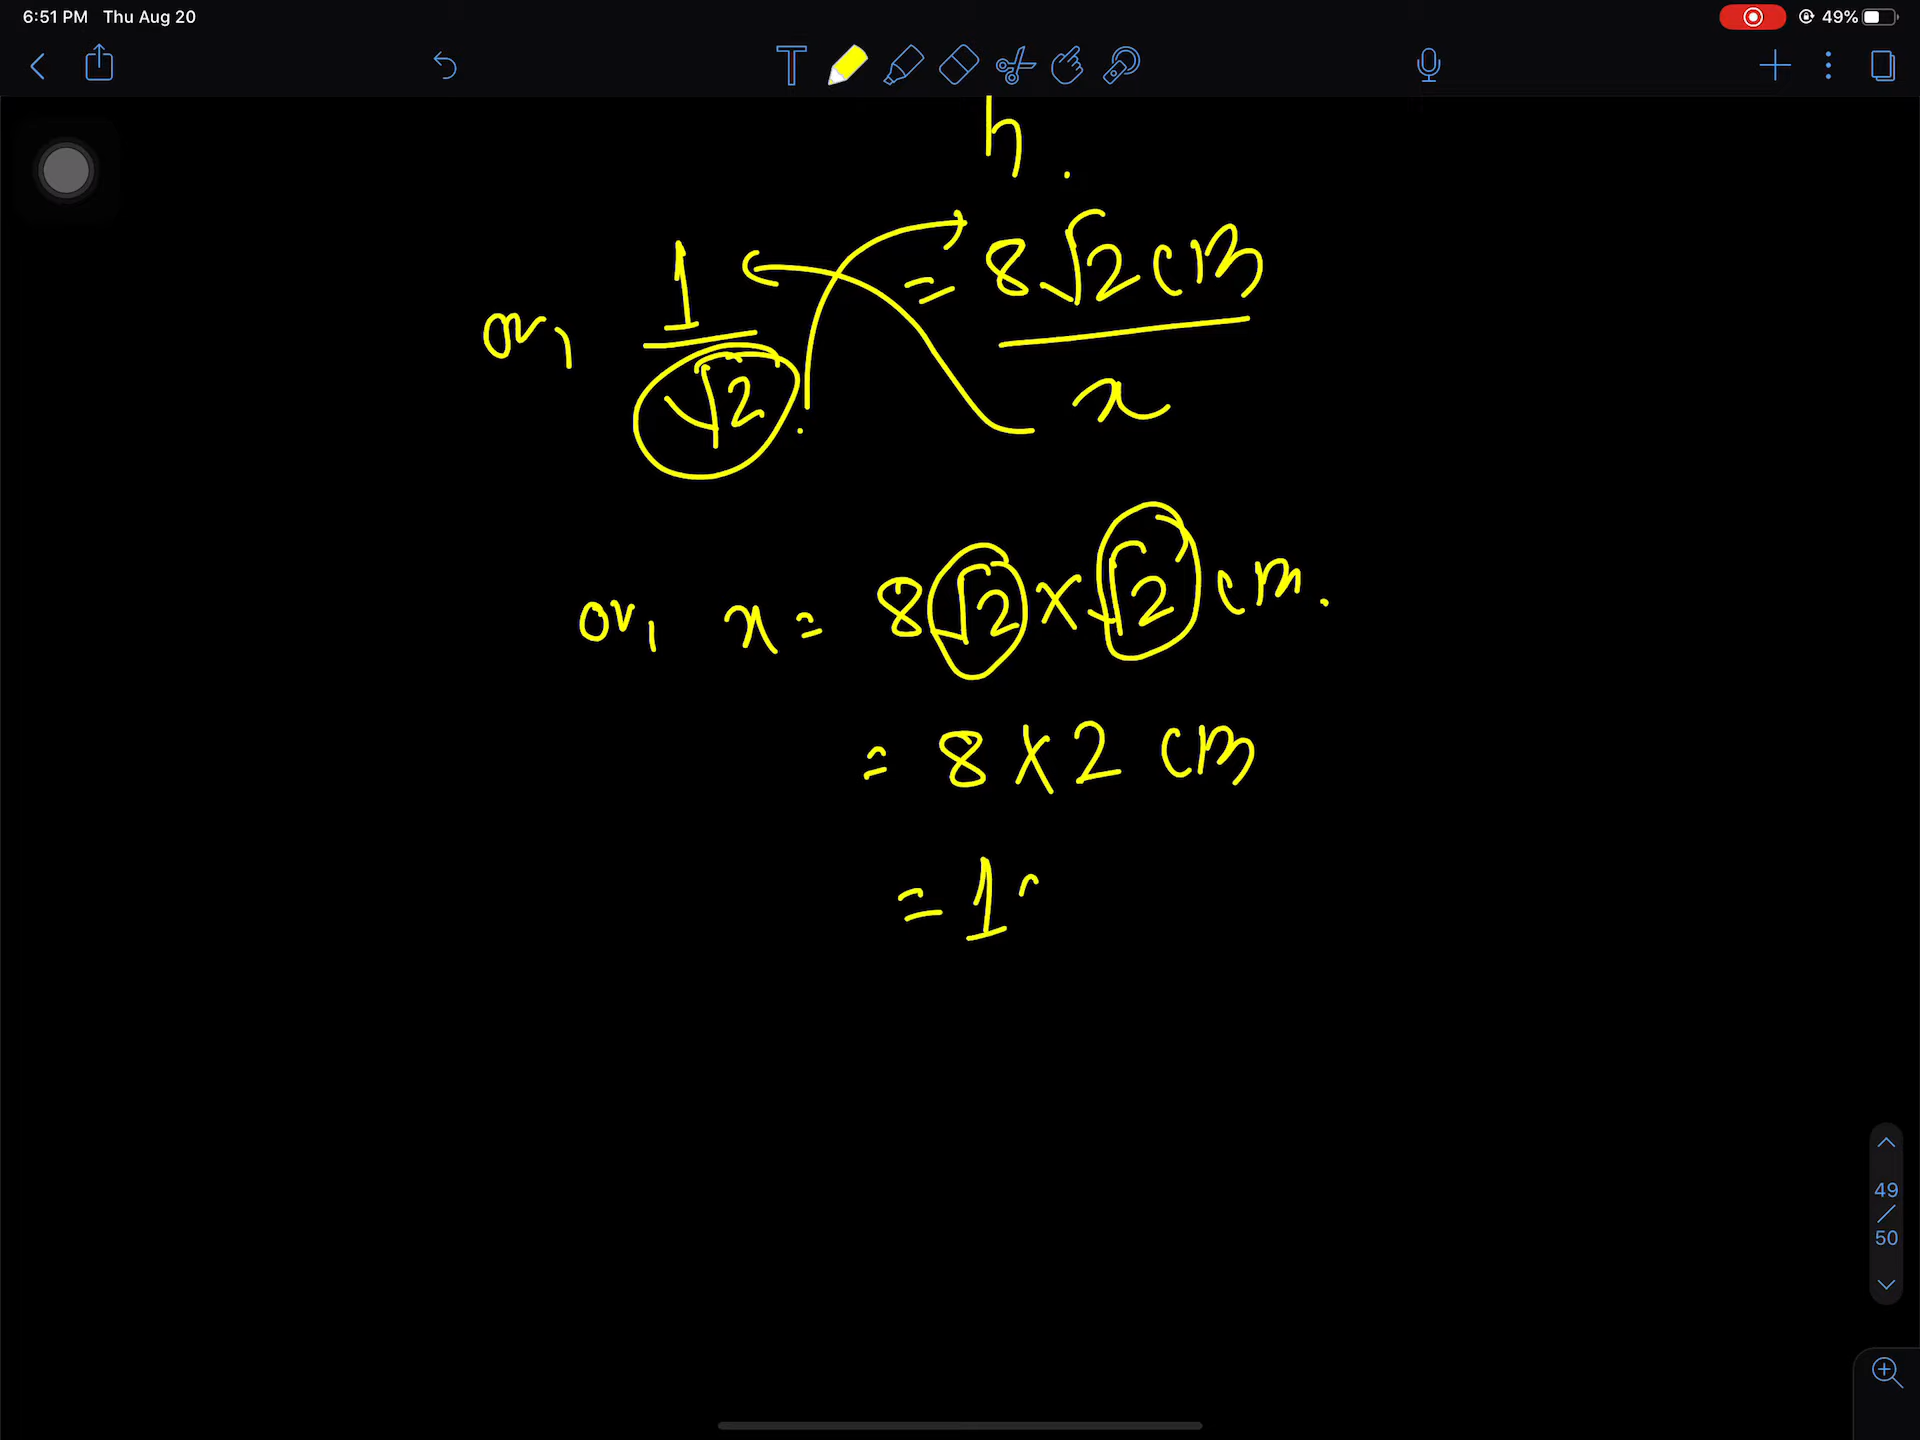 6:51 PM Thu Aug 20 49%
T
h .
or, 1/√2 = 8√2 cm/x
or, x = 8√2 × √2 cm.
= 8 × 2 cm
= 1
49
/
50